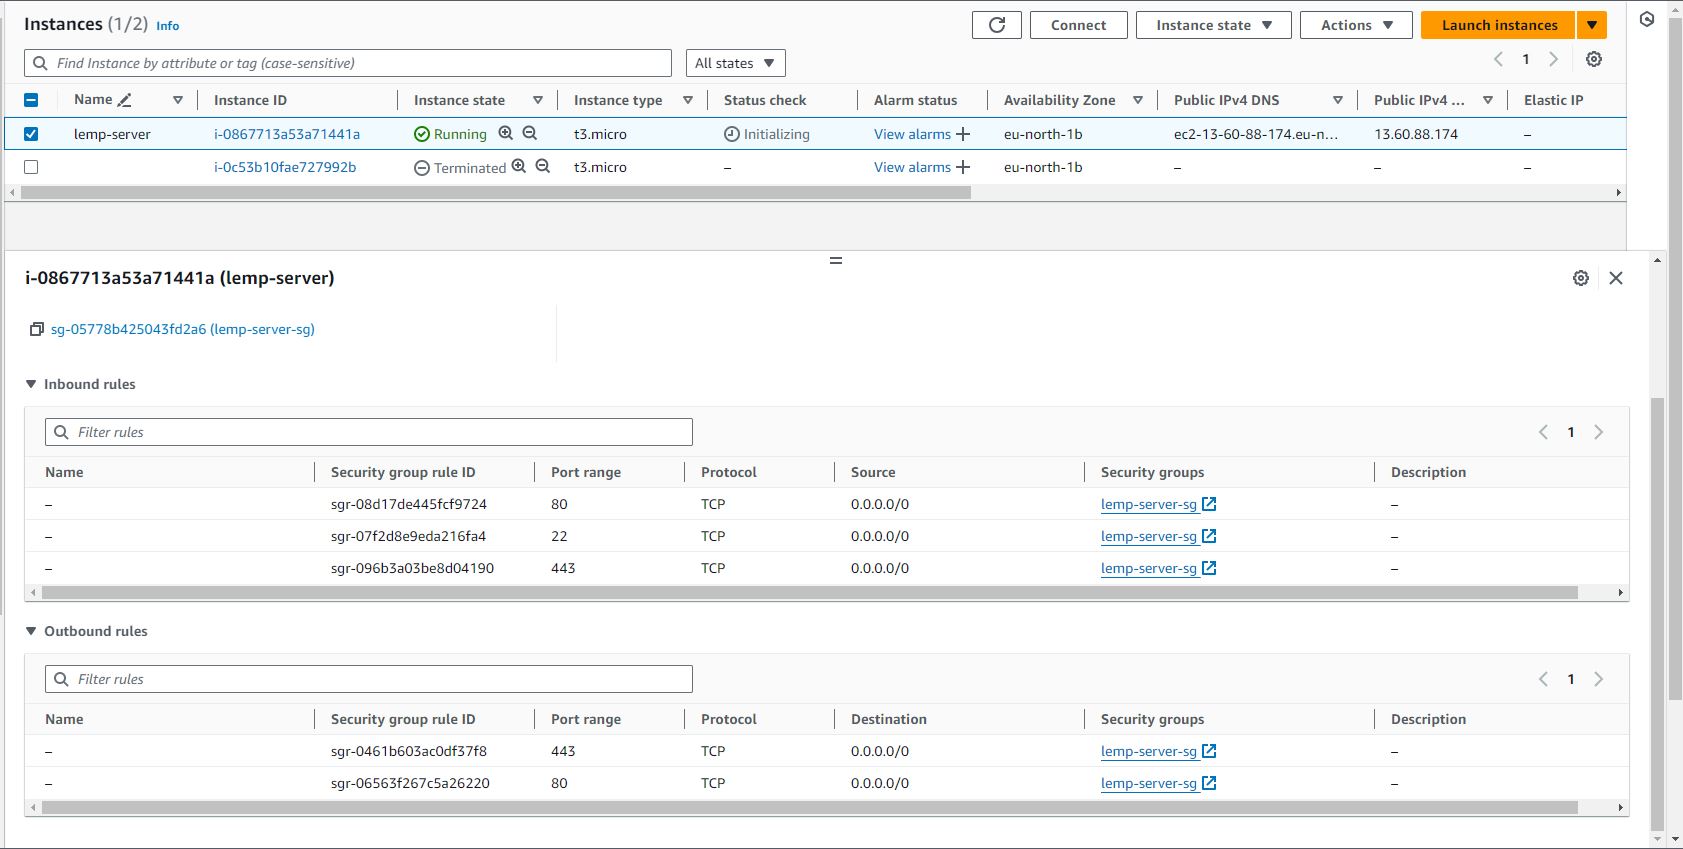 Instances (1/2) Info
Connect Instance state Actions Launch instances
Find Instance by attribute or tag (case-sensitive) All states 1
Name Instance ID Instance state Instance type Status check Alarm status Availability Zone Public IPv4 DNS Public IPv4 ... Elastic IP
lemp-server i-0867713a53a71441a Running t3.micro Initializing View alarms + eu-north-1b ec2-13-60-88-174.eu-n... 13.60.88.174 –
i-0c53b10fae727992b Terminated t3.micro – View alarms + eu-north-1b – – –
i-0867713a53a71441a (lemp-server)
sg-05778b425043fd2a6 (lemp-server-sg)
Inbound rules
Filter rules 1
Name Security group rule ID Port range Protocol Source Security groups Description
– sgr-08d17de445fcf9724 80 TCP 0.0.0.0/0 lemp-server-sg –
– sgr-07f2d8e9eda216fa4 22 TCP 0.0.0.0/0 lemp-server-sg –
– sgr-096b3a03be8d04190 443 TCP 0.0.0.0/0 lemp-server-sg –
Outbound rules
Filter rules 1
Name Security group rule ID Port range Protocol Destination Security groups Description
– sgr-0461b603ac0df37f8 443 TCP 0.0.0.0/0 lemp-server-sg –
– sgr-06563f267c5a26220 80 TCP 0.0.0.0/0 lemp-server-sg –